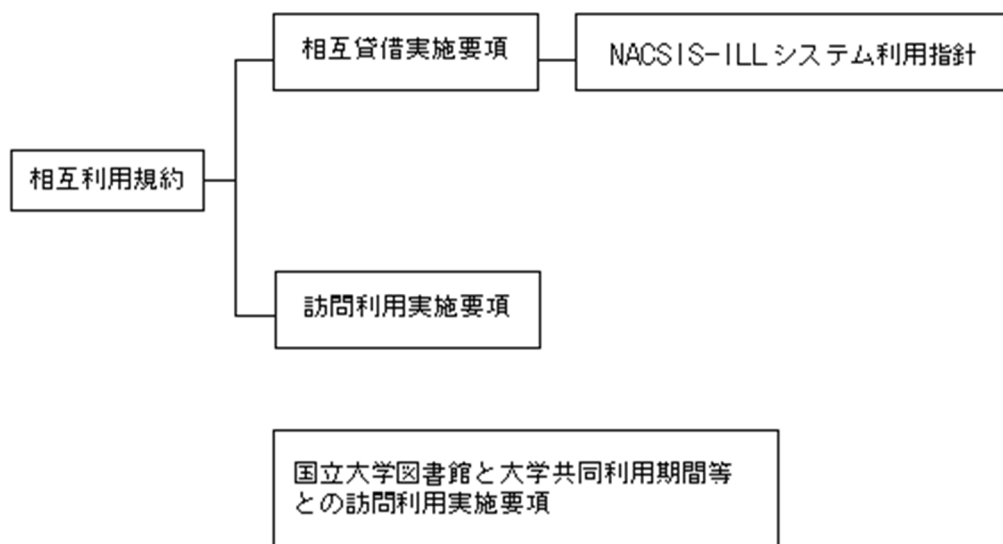 相互貸借実施要項
NACSIS-ILLシステム利用指針
相互利用規約
訪問利用実施要項
国立大学図書館と大学共同利用期間等
との訪問利用実施要項